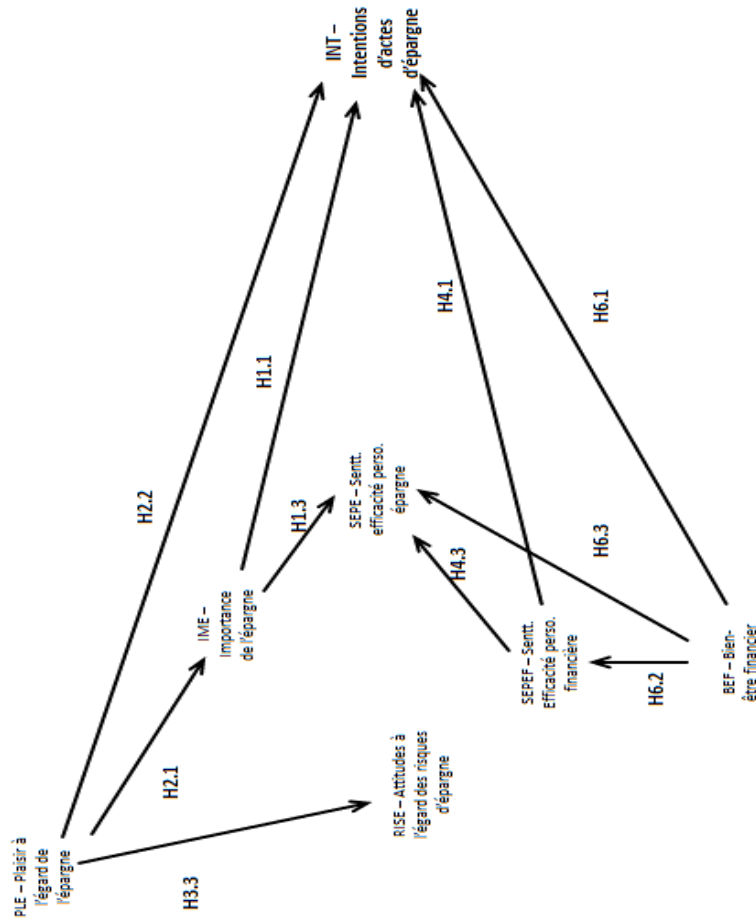 PLE – Plaisir à
l'égard de
l'épargne
H2.2
INT –
Intentions
d'actes
d'épargne
H2.1
IME –
Importance
de l'épargne
H1.1
H1.3
H3.3
RISE – Attitudes à
l'égard des risques
d'épargne
SEPE – Sentt.
efficacité perso.
épargne
H4.3
H4.1
SEPEF – Sentt.
Efficacité perso.
financière
H6.2
H6.3
H6.1
BEF – Bien-
être financier